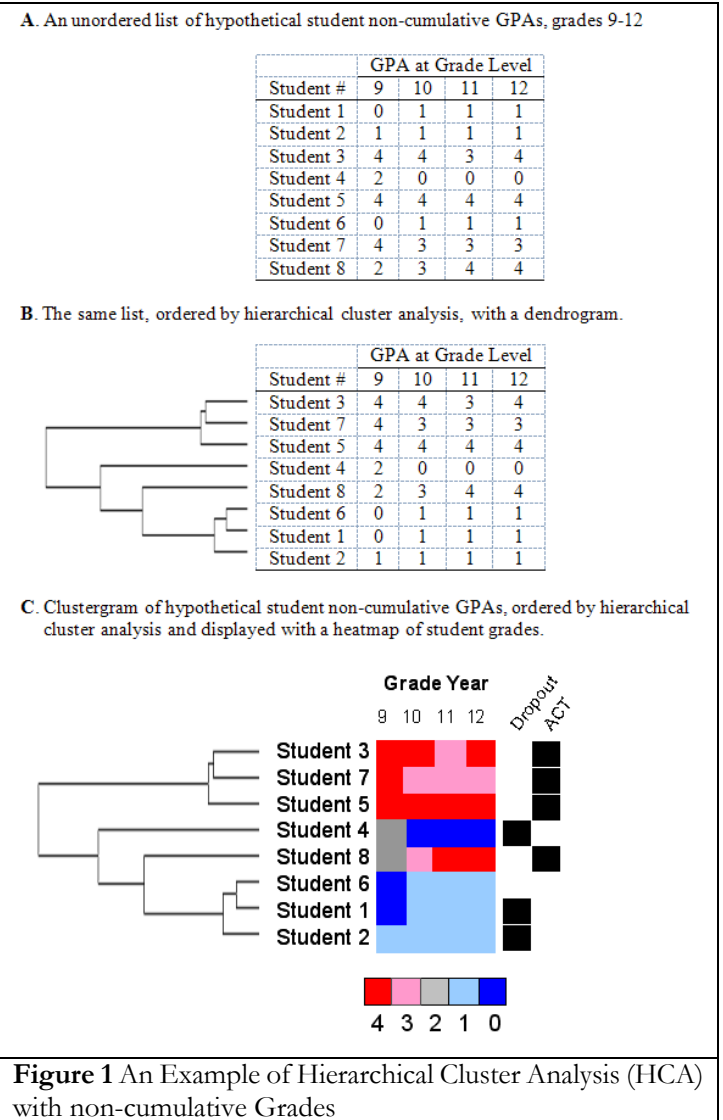 A. An unordered list of hypothetical student non-cumulative GPAs, grades 9-12
GPA at Grade Level
Student # 9 10 11 12
Student 1 0 1 1 1
Student 2 1 1 1 1
Student 3 4 4 3 4
Student 4 2 0 0 0
Student 5 4 4 4 4
Student 6 0 1 1 1
Student 7 4 3 3 3
Student 8 2 3 4 4
B. The same list, ordered by hierarchical cluster analysis, with a dendrogram.
GPA at Grade Level
Student # 9 10 11 12
Student 3 4 4 3 4
Student 7 4 3 3 3
Student 5 4 4 4 4
Student 4 2 0 0 0
Student 8 2 3 4 4
Student 6 0 1 1 1
Student 1 0 1 1 1
Student 2 1 1 1 1
C. Clustergram of hypothetical student non-cumulative GPAs, ordered by hierarchical
cluster analysis and displayed with a heatmap of student grades.
Grade Year
9 10 11 12 Dropout ACT
Student 3
Student 7
Student 5
Student 4
Student 8
Student 6
Student 1
Student 2
4 3 2 1 0
Figure 1 An Example of Hierarchical Cluster Analysis (HCA)
with non-cumulative Grades